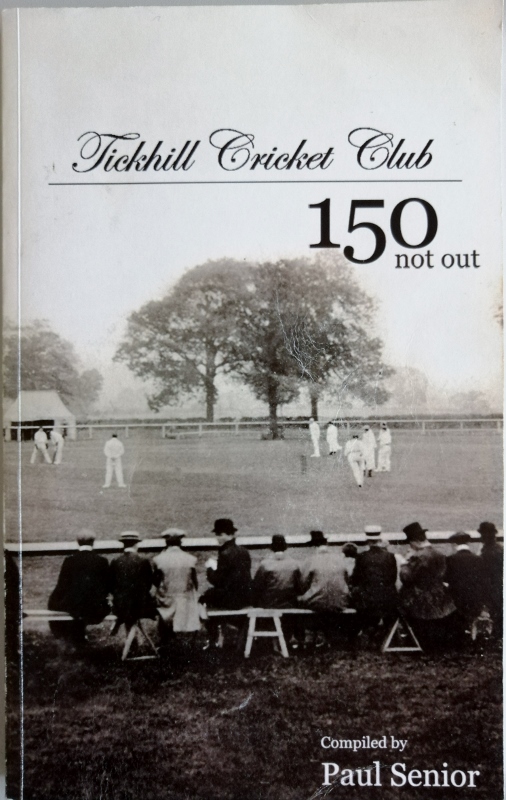 Tickhill Cricket Club
150
not out
Compiled by
Paul Senior